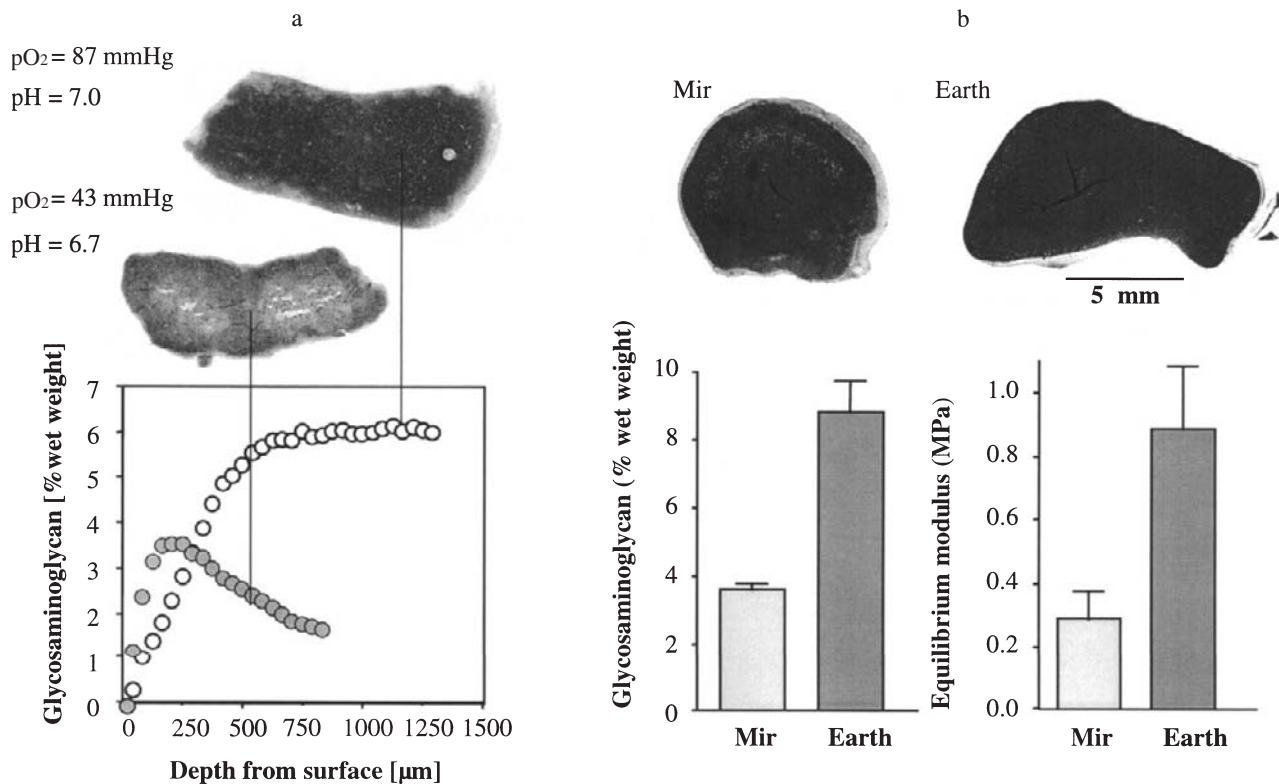 a
pO2 = 87 mmHg
pH = 7.0
pO2 = 43 mmHg
pH = 6.7
Glycosaminoglycan [% wet weight]
7
6
5
4
3
2
1
0
0 250 500 750 1000 1250 1500
Depth from surface [µm]
b
Mir
Earth
5 mm
Glycosaminoglycan (% wet weight)
10
8
6
4
2
0
Mir Earth
Equilibrium modulus (MPa)
1.0
0.8
0.6
0.4
0.2
0.0
Mir Earth